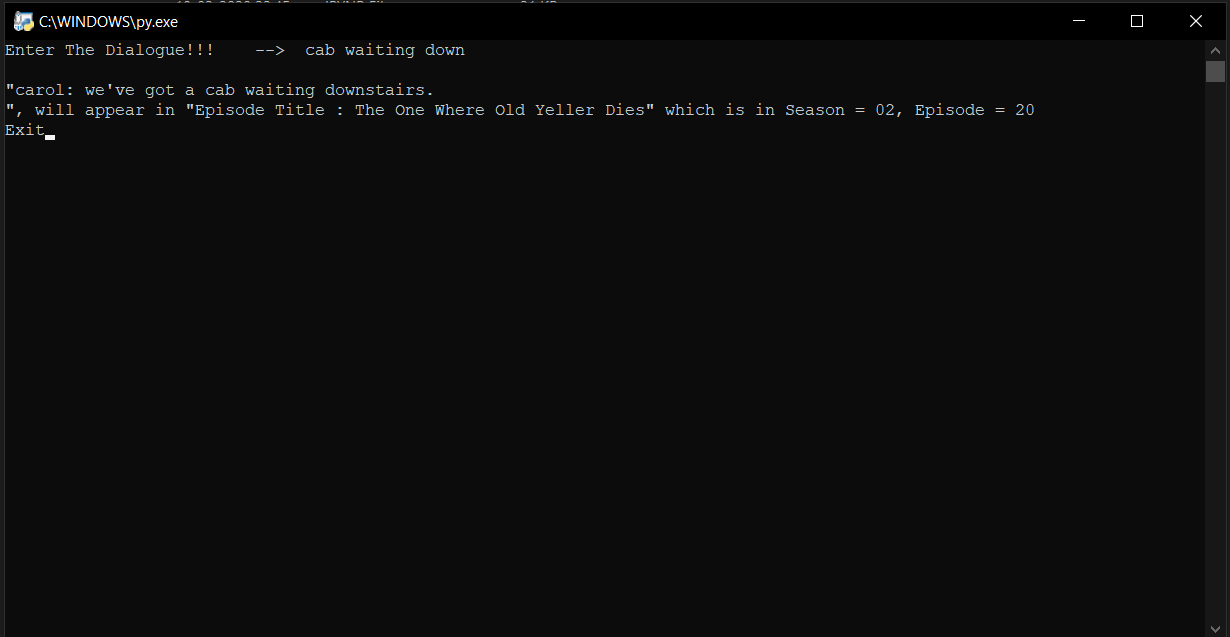 C:\WINDOWS\py.exe
Enter The Dialogue!!!    -->  cab waiting down
"carol: we've got a cab waiting downstairs.
", will appear in "Episode Title : The One Where Old Yeller Dies" which is in Season = 02, Episode = 20
Exit